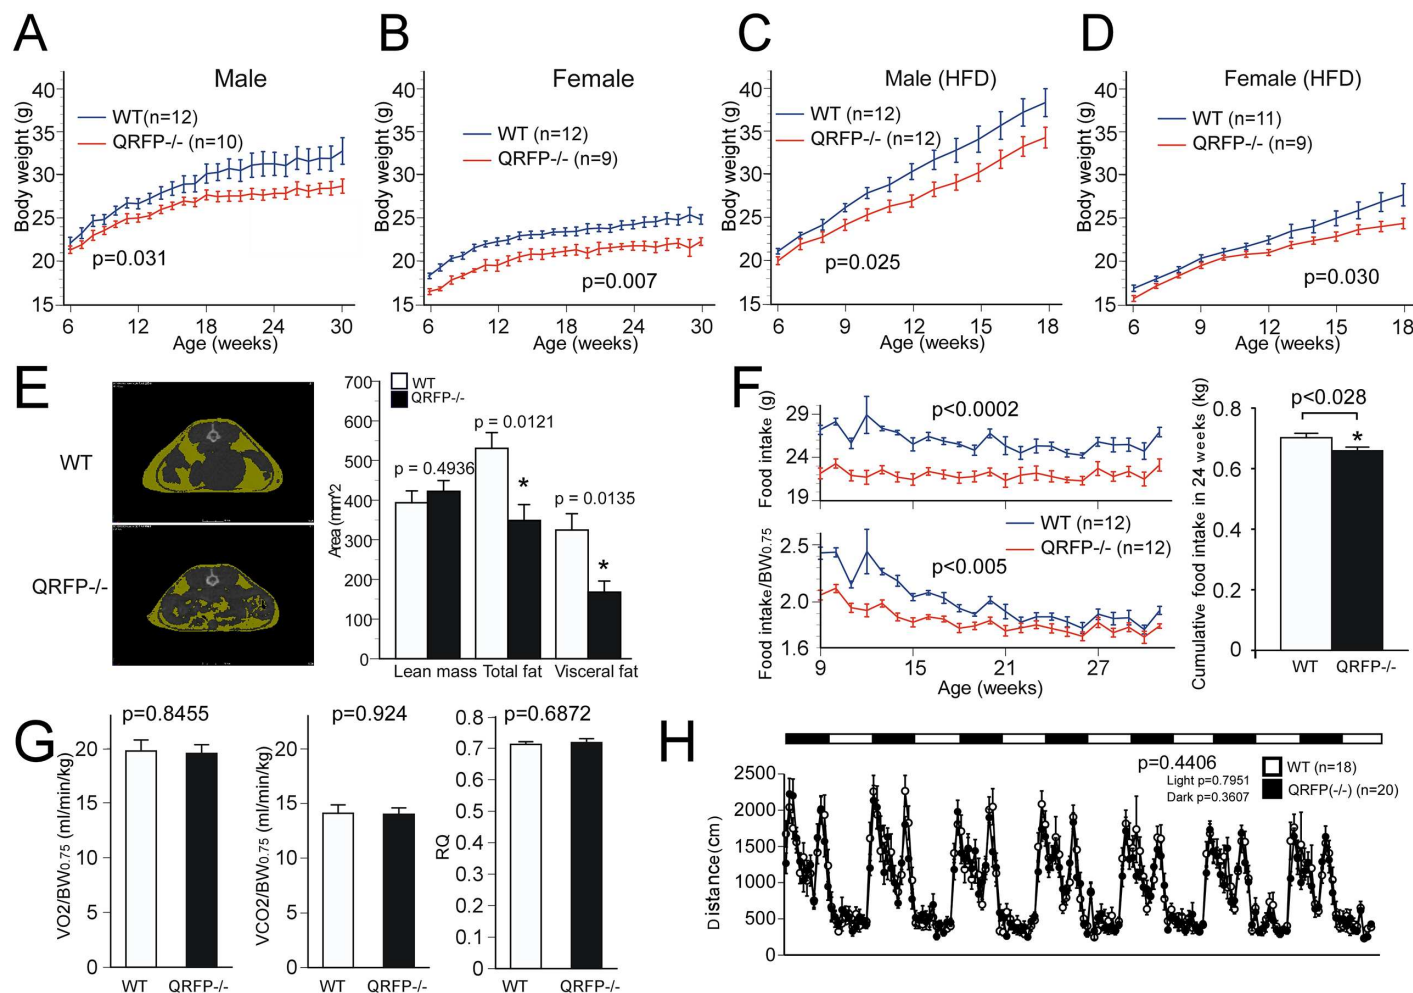 A
Male
Body weight (g)
40
35
30
25
20
15
WT(n=12)
QRFP-/- (n=10)
p=0.031
6 12 18 24 30
Age (weeks)
B
Female
Body weight (g)
40
35
30
25
20
15
WT (n=12)
QRFP-/- (n=9)
p=0.007
6 12 18 24 30
Age (weeks)
C
Male (HFD)
Body weight (g)
40
35
30
25
20
15
WT (n=12)
QRFP-/- (n=12)
p=0.025
6 9 12 15 18
Age (weeks)
D
Female (HFD)
Body weight (g)
40
35
30
25
20
15
WT (n=11)
QRFP-/- (n=9)
p=0.030
6 9 12 15 18
Age (weeks)
E
WT
QRFP-/-
Area (mm^2
700
600
500
400
300
200
100
0
WT
QRFP-/-
p = 0.4936
p = 0.0121
p = 0.0135
*
*
Lean mass Total fat Visceral fat
F
Food intake (g)
29
24
19
p<0.0002
WT (n=12)
QRFP-/- (n=12)
Food intake/BW0.75
2.5
2.0
1.6
p<0.005
9 15 21 27
Age (weeks)
Cumulative food intake in 24 weeks (kg)
0.8
0.6
0.4
0.2
0
p<0.028
*
WT QRFP-/-
G
VO2/BW0.75 (ml/min/kg)
p=0.8455
20
15
10
5
0
WT QRFP-/-
VCO2/BW0.75 (ml/min/kg)
p=0.924
20
15
10
5
0
WT QRFP-/-
RQ
p=0.6872
0.8
0.7
0.6
0.5
0.4
0.3
0.2
0.1
0
WT QRFP-/-
H
p=0.4406
Light p=0.7951
Dark p=0.3607
WT (n=18)
QRFP(-/-) (n=20)
Distance(cm)
2500
2000
1500
1000
500
0